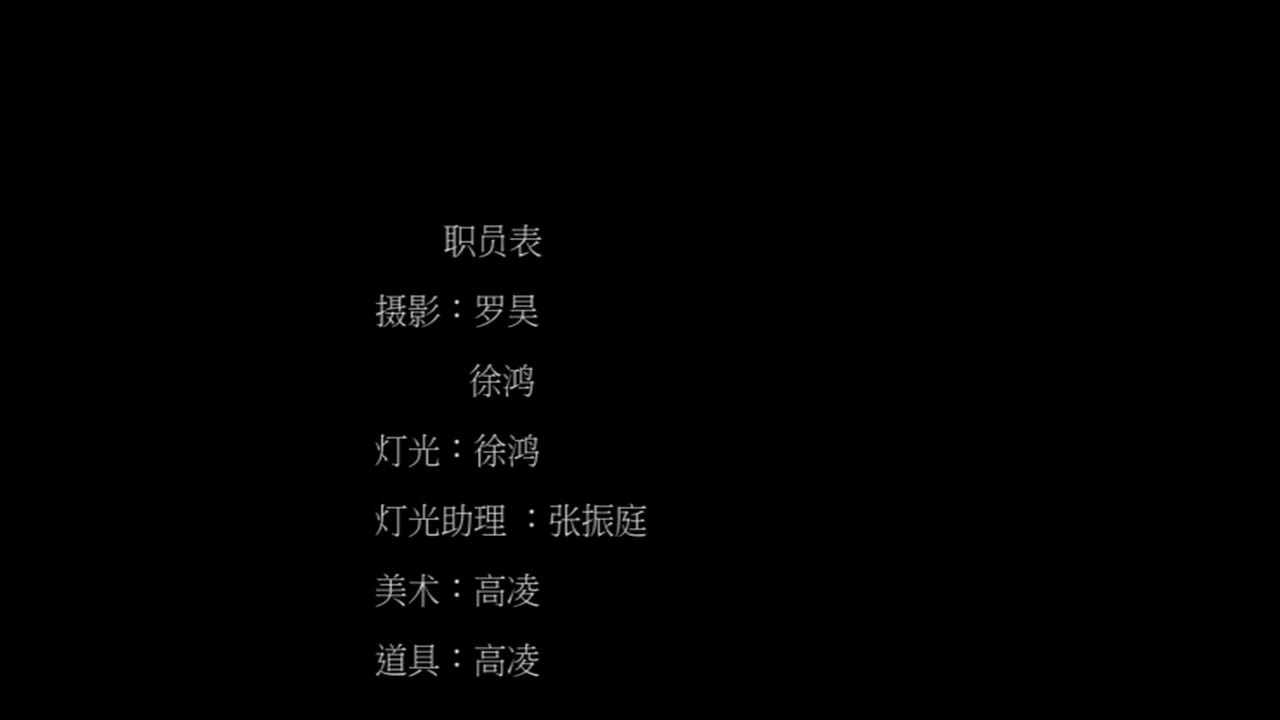 职员表
摄影：罗昊
徐鸿
灯光：徐鸿
灯光助理 ：张振庭
美术：高凌
道具：高凌